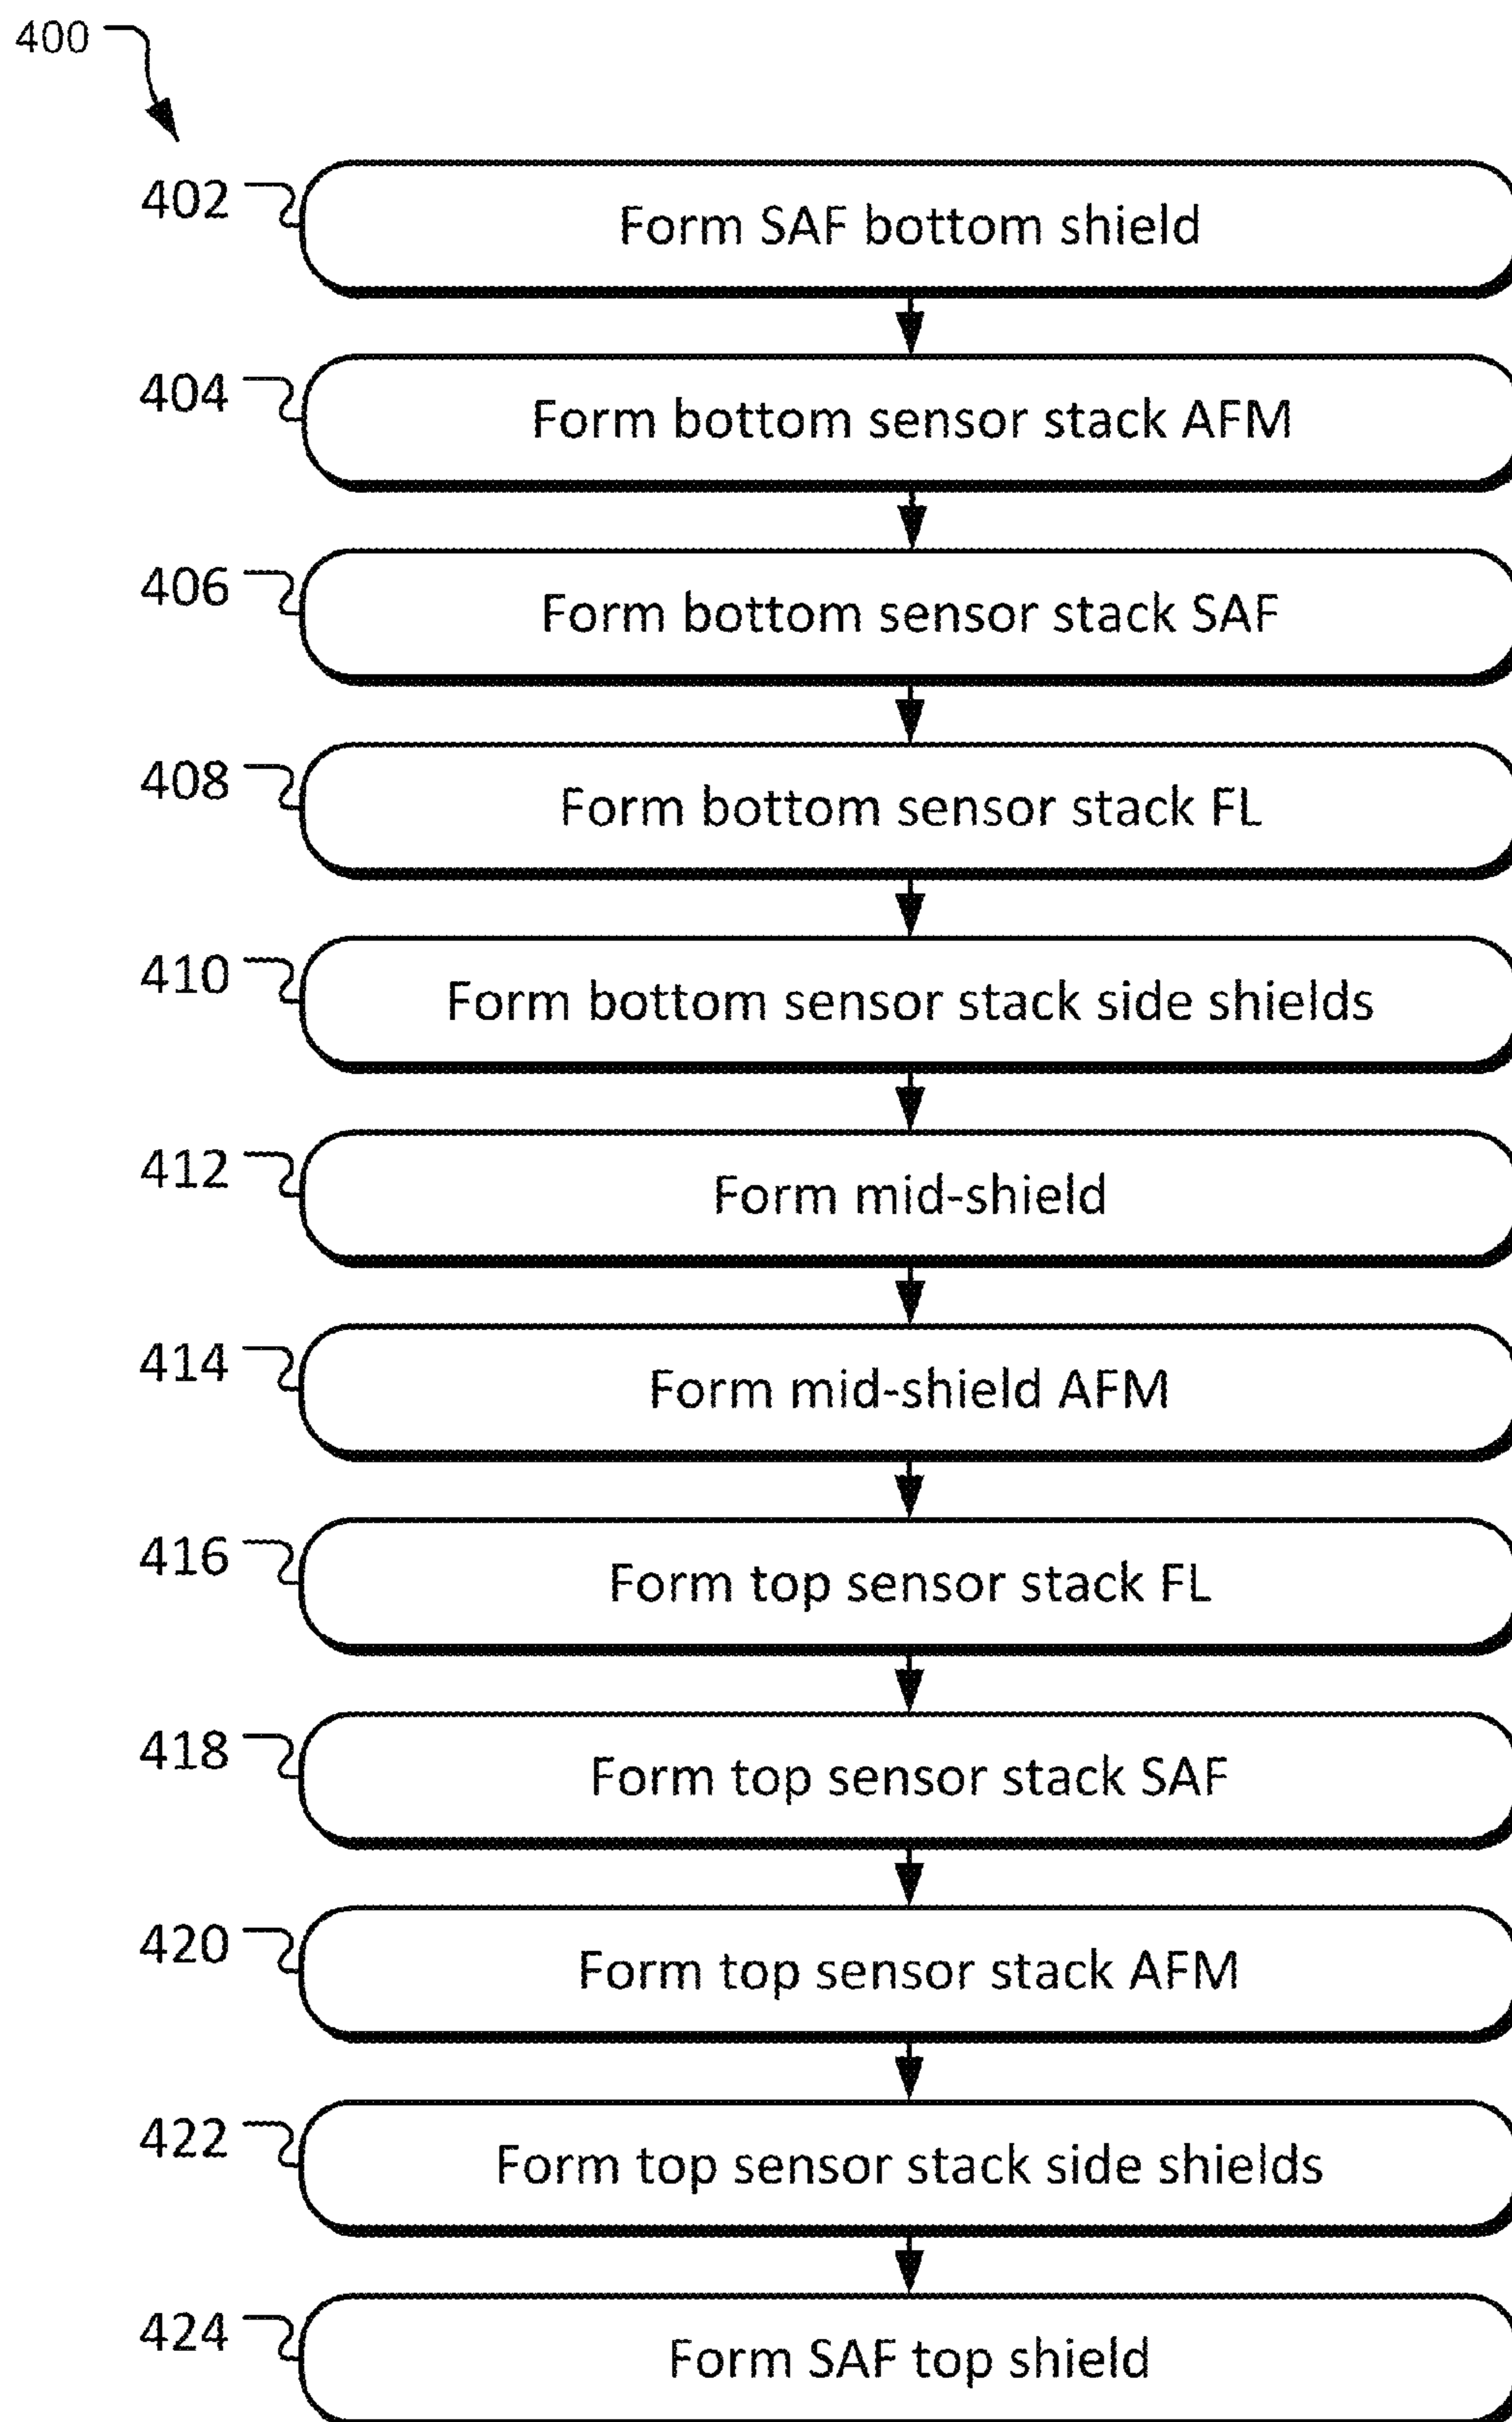 400
402 Form SAF bottom shield
404 Form bottom sensor stack AFM
406 Form bottom sensor stack SAF
408 Form bottom sensor stack FL
410 Form bottom sensor stack side shields
412 Form mid-shield
414 Form mid-shield AFM
416 Form top sensor stack FL
418 Form top sensor stack SAF
420 Form top sensor stack AFM
422 Form top sensor stack side shields
424 Form SAF top shield